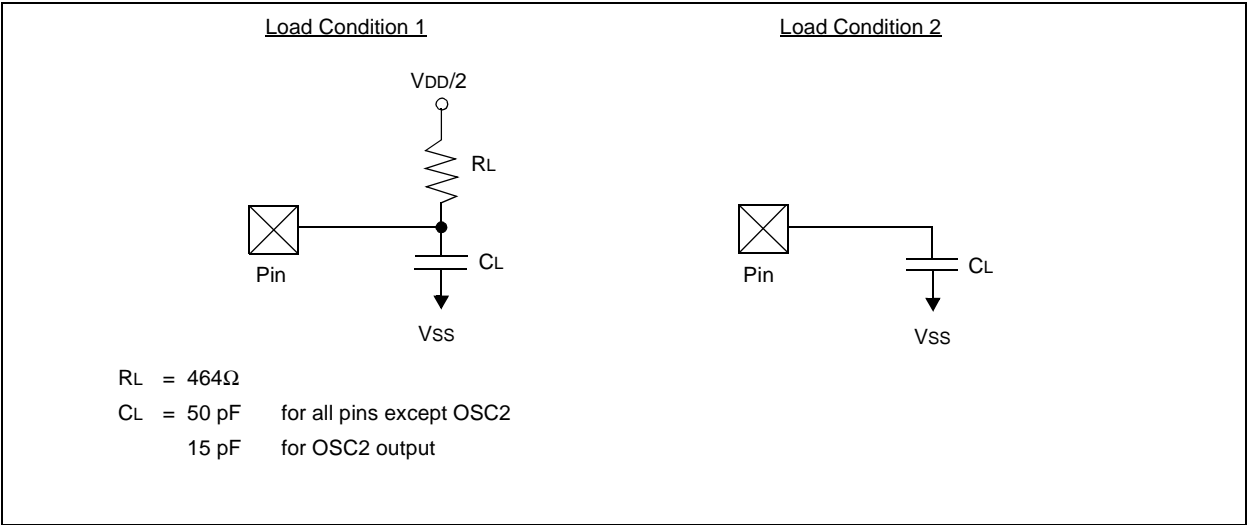 Load Condition 1
VDD/2
RL
CL
Pin
VSS
Load Condition 2
CL
Pin
VSS
RL = 464Ω
CL = 50 pF for all pins except OSC2
15 pF for OSC2 output